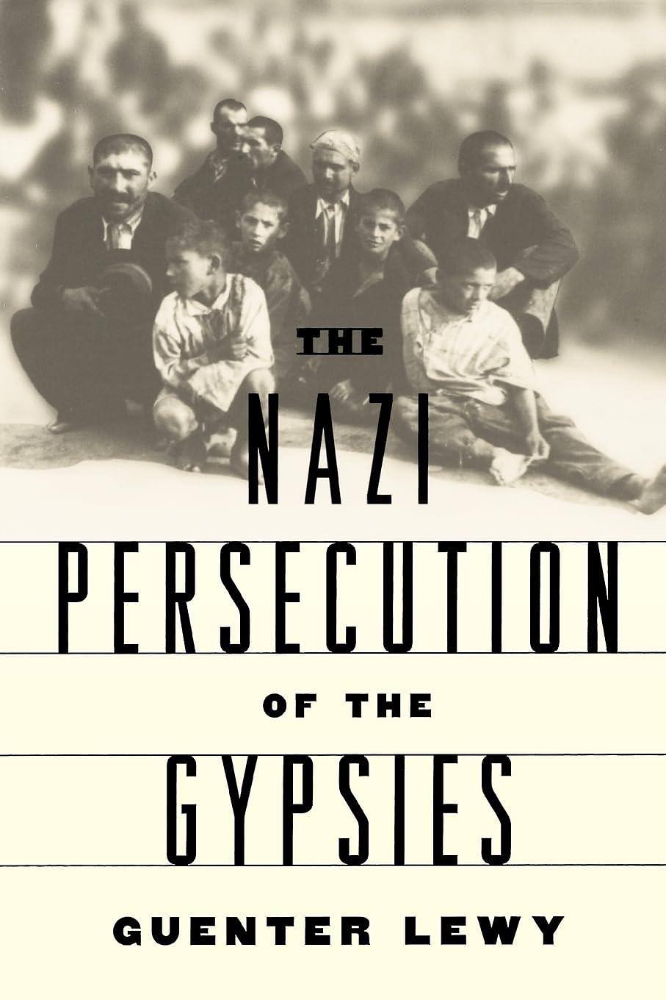 THE
NAZI
PERSECUTION
OF THE
GYPSIES
GUENTER LEWY